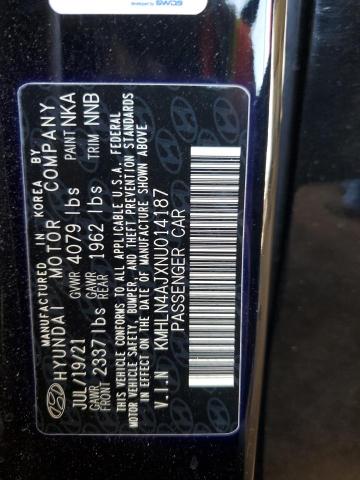 MANUFACTURED IN KOREA BY
HYUNDAI MOTOR COMPANY
JUL/19/21 GVWR 4079 lbs PAINT NKA
GAWR FRONT 2337 lbs GAWR REAR 1962 lbs TRIM NNB
THIS VEHICLE CONFORMS TO ALL APPLICABLE U.S.A. FEDERAL
MOTOR VEHICLE SAFETY, BUMPER, AND THEFT PREVENTION STANDARDS
IN EFFECT ON THE DATE OF MANUFACTURE SHOWN ABOVE
V.I.N KMHLN4AJXNU014187
PASSENGER CAR